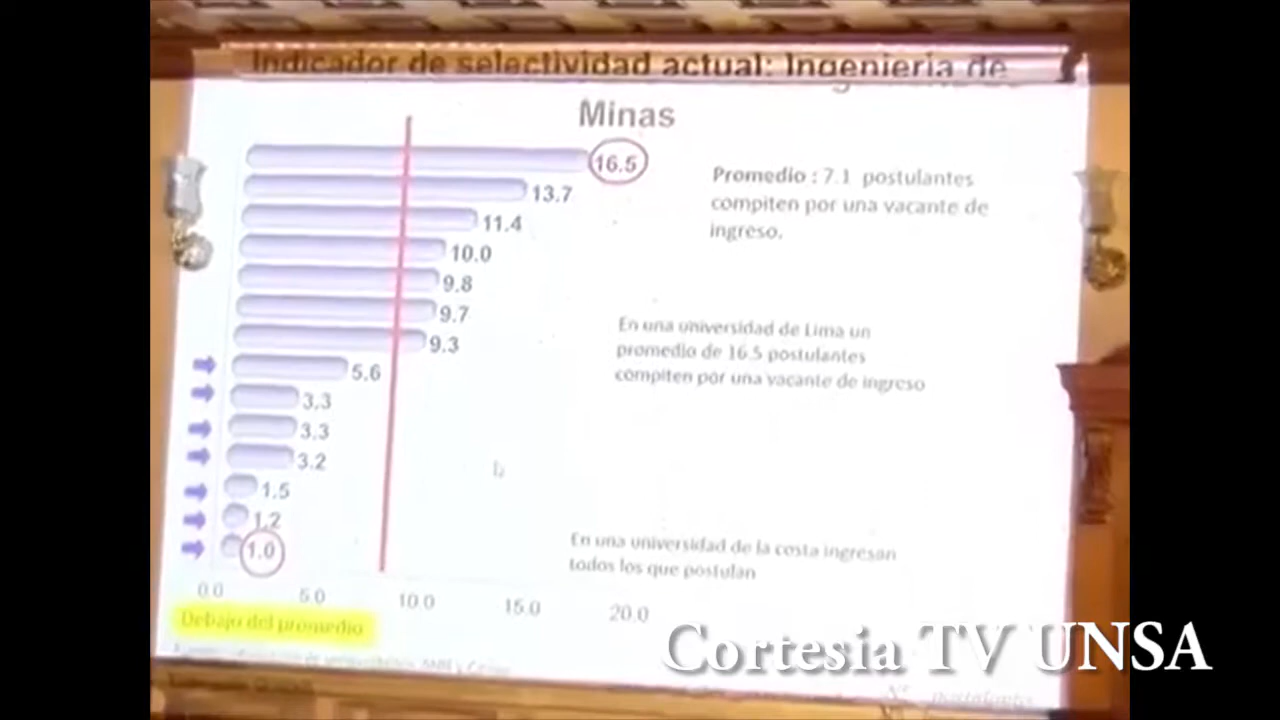 Indicador de selectividad actual: Ingenieria de
Minas
16.5
13.7
11.4
10.0
9.8
9.7
9.3
5.6
3.3
3.3
3.2
1.5
1.2
1.0
0.0 5.0 10.0 15.0 20.0
Promedio : 7.1 postulantes
compiten por una vacante de
ingreso.
En una universidad de Lima un
promedio de 16.5 postulantes
compiten por una vacante de ingreso
En una universidad de la costa ingresan
todos los que postulan
Debajo del promedio
Cortesia TV UNSA
N° postulantes